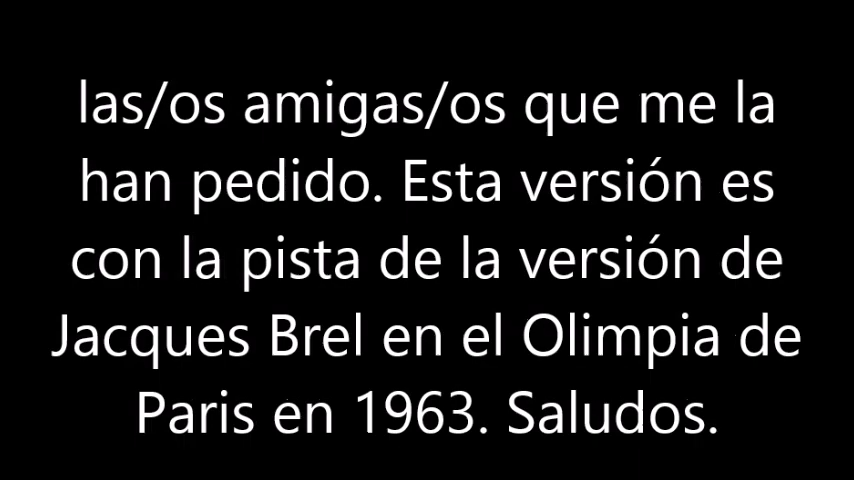 las/os amigas/os que me la
han pedido. Esta versión es
con la pista de la versión de
Jacques Brel en el Olimpia de
Paris en 1963. Saludos.